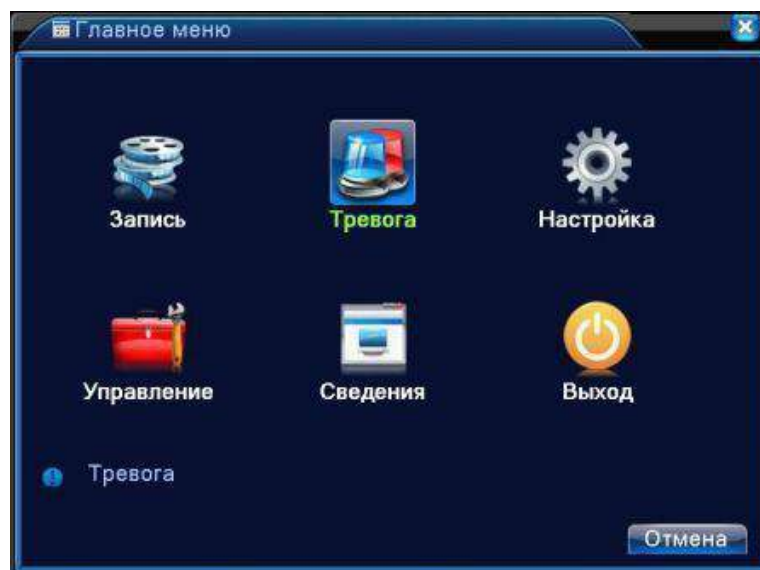 Главное меню
Запись
Тревога
Настройка
Управление
Сведения
Выход
Тревога
Отмена